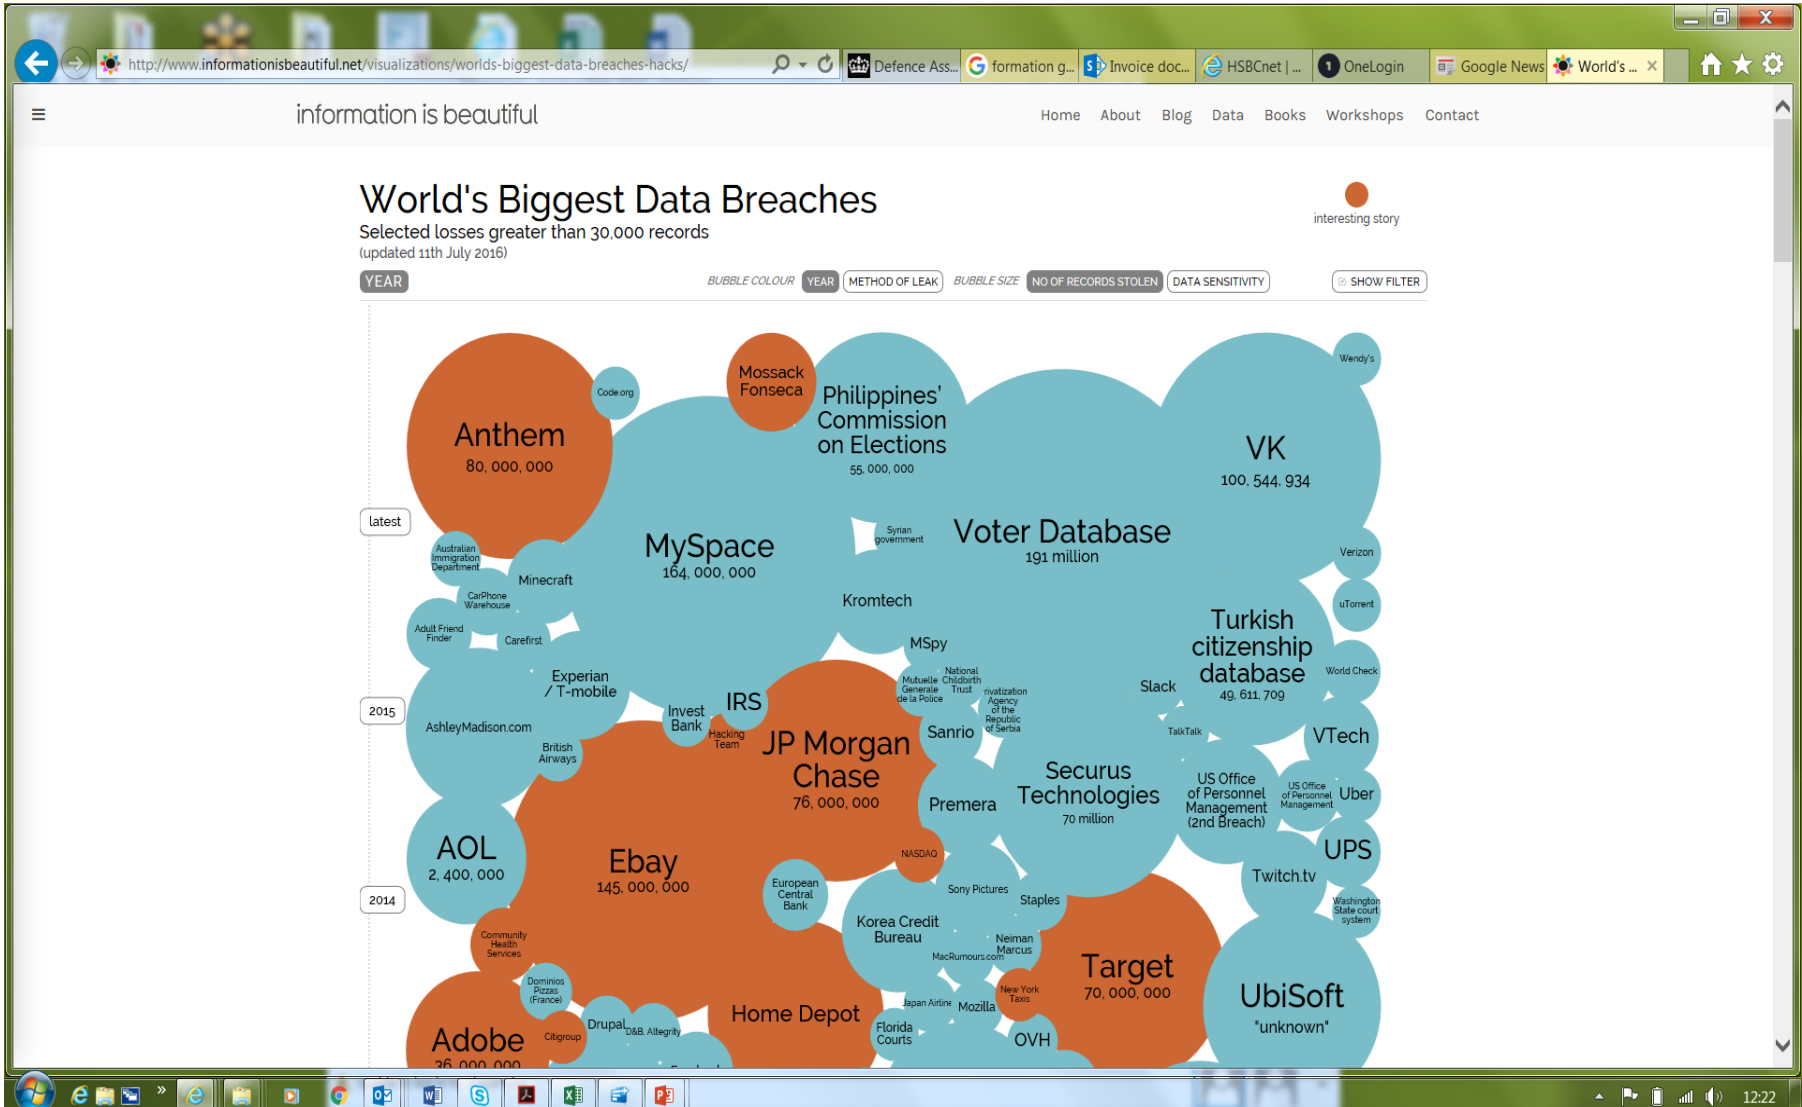 http://www.informationisbeautiful.net/visualizations/worlds-biggest-data-breaches-hacks/
Defence Ass...
formation g...
Invoice doc...
HSBCnet | ...
OneLogin
Google News
World's ...
information is beautiful
Home About Blog Data Books Workshops Contact
World's Biggest Data Breaches
Selected losses greater than 30,000 records
(updated 11th July 2016)
interesting story
YEAR
BUBBLE COLOUR YEAR METHOD OF LEAK BUBBLE SIZE NO OF RECORDS STOLEN DATA SENSITIVITY SHOW FILTER
latest
2015
2014
Anthem
80, 000, 000
Code.org
Mossack
Fonseca
Philippines'
Commission
on Elections
55, 000, 000
VK
100, 544, 934
Wendy's
MySpace
164, 000, 000
Syrian
government
Voter Database
191 million
Australian
Immigration
Department
Minecraft
CarPhone
Warehouse
Adult Friend
Finder
Carefirst
Kromtech
MSpy
Verizon
uTorrent
Turkish
citizenship
database
49, 611, 709
World Check
Experian
/ T-mobile
AshleyMadison.com
British
Airways
Invest
Bank
IRS
Hacking
Team
JP Morgan
Chase
76, 000, 000
Mutuelle
Generale
de la Police
National
Childbirth
Trust
rivatization
Agency
of the
Republic
of Serbia
Sanrio
Slack
TalkTalk
VTech
Premera
Securus
Technologies
70 million
US Office
of Personnel
Management
(2nd Breach)
US Office
of Personnel
Management
Uber
AOL
2, 400, 000
Ebay
145, 000, 000
NASDAQ
UPS
European
Central
Bank
Sony Pictures
Staples
Twitch.tv
Washington
State court
system
Korea Credit
Bureau
Neiman
Marcus
MacRumours.com
Community
Health
Services
Target
70, 000, 000
UbiSoft
"unknown"
Dominios
Pizzas
(France)
New York
Taxis
Japan Airline
Mozilla
Home Depot
Adobe
36, 000, 000
Citigroup
Drupal
D&B, Altegrity
Florida
Courts
OVH
12:22